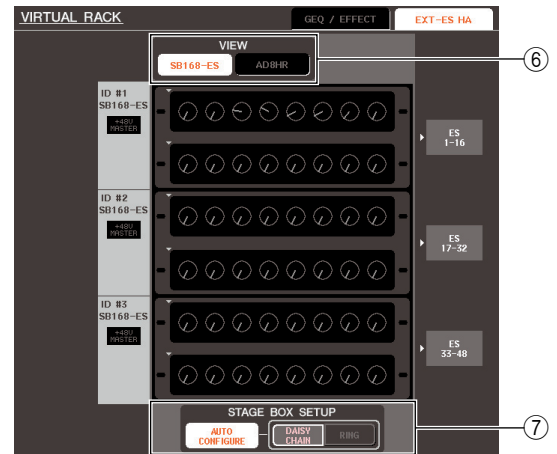 VIRTUAL RACK
GEQ / EFFECT
EXT-ES HA
VIEW
SB168-ES
AD8HR
⑥
ID #1
SB168-ES
+48V
MASTER
ES
1-16
ID #2
SB168-ES
+48V
MASTER
ES
17-32
ID #3
SB168-ES
+48V
MASTER
ES
33-48
STAGE BOX SETUP
AUTO
CONFIGURE
DAISY
CHAIN
RING
⑦